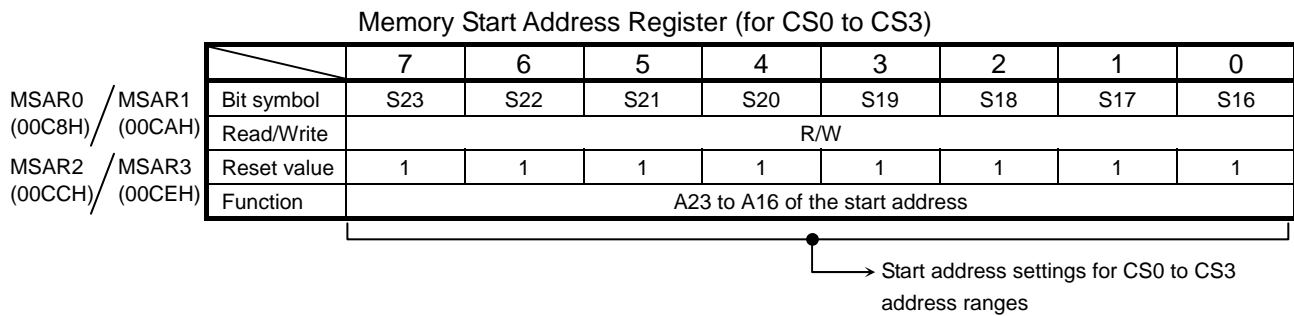 Memory Start Address Register (for CS0 to CS3)
7 6 5 4 3 2 1 0
MSAR0 / MSAR1 Bit symbol S23 S22 S21 S20 S19 S18 S17 S16
(00C8H) (00CAH) Read/Write R/W
MSAR2 / MSAR3 Reset value 1 1 1 1 1 1 1 1
(00CCH) (00CEH) Function A23 to A16 of the start address
Start address settings for CS0 to CS3
address ranges